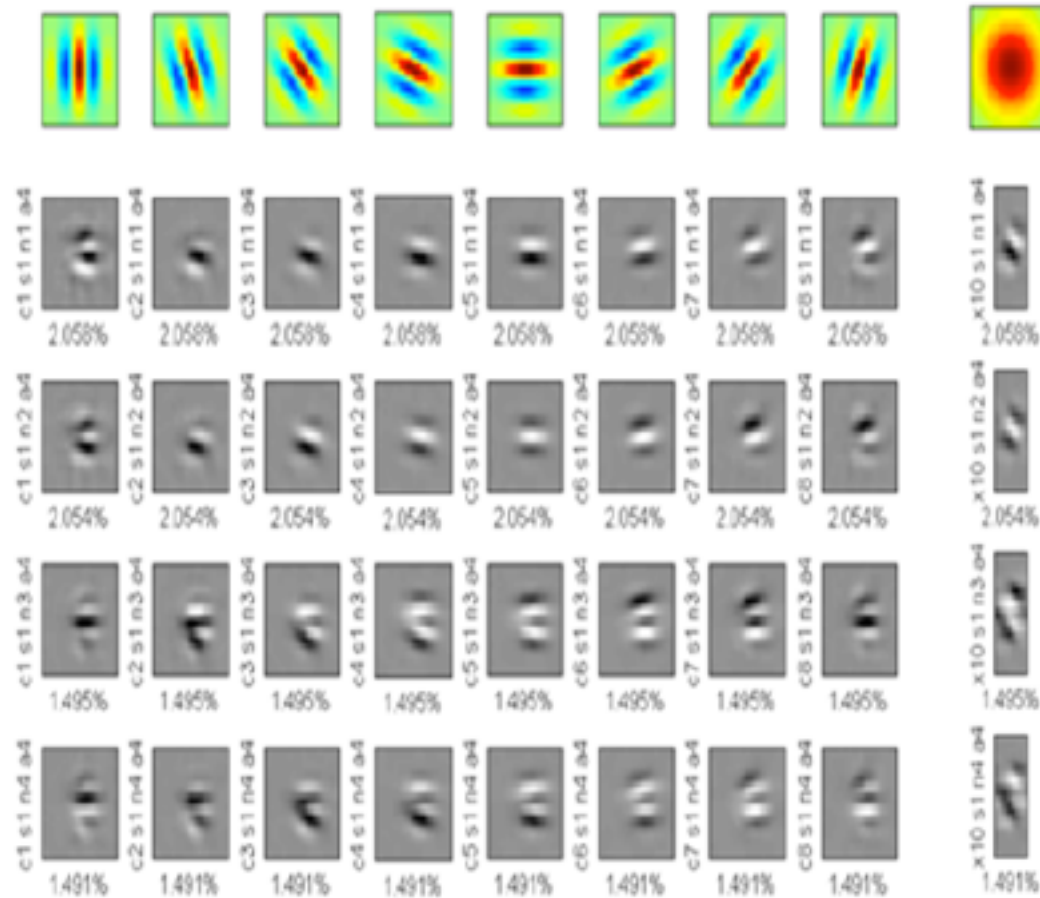 c1 s1 n1 a4 c2 s1 n1 a4 c3 s1 n1 a4 c4 s1 n1 a4 c5 s1 n1 a4 c6 s1 n1 a4 c7 s1 n1 a4 c8 s1 n1 a4 x10 s1 n1 a4
2.058% 2.058% 2.058% 2.058% 2.058% 2.058% 2.058% 2.058% 2.058%
c1 s1 n2 a4 c2 s1 n2 a4 c3 s1 n2 a4 c4 s1 n2 a4 c5 s1 n2 a4 c6 s1 n2 a4 c7 s1 n2 a4 c8 s1 n2 a4 x10 s1 n2 a4
2.054% 2.054% 2.054% 2.054% 2.054% 2.054% 2.054% 2.054% 2.054%
c1 s1 n3 a4 c2 s1 n3 a4 c3 s1 n3 a4 c4 s1 n3 a4 c5 s1 n3 a4 c6 s1 n3 a4 c7 s1 n3 a4 c8 s1 n3 a4 x10 s1 n3 a4
1.495% 1.495% 1.495% 1.495% 1.495% 1.495% 1.495% 1.495% 1.495%
c1 s1 n4 a4 c2 s1 n4 a4 c3 s1 n4 a4 c4 s1 n4 a4 c5 s1 n4 a4 c6 s1 n4 a4 c7 s1 n4 a4 c8 s1 n4 a4 x10 s1 n4 a4
1.491% 1.491% 1.491% 1.491% 1.491% 1.491% 1.491% 1.491% 1.491%